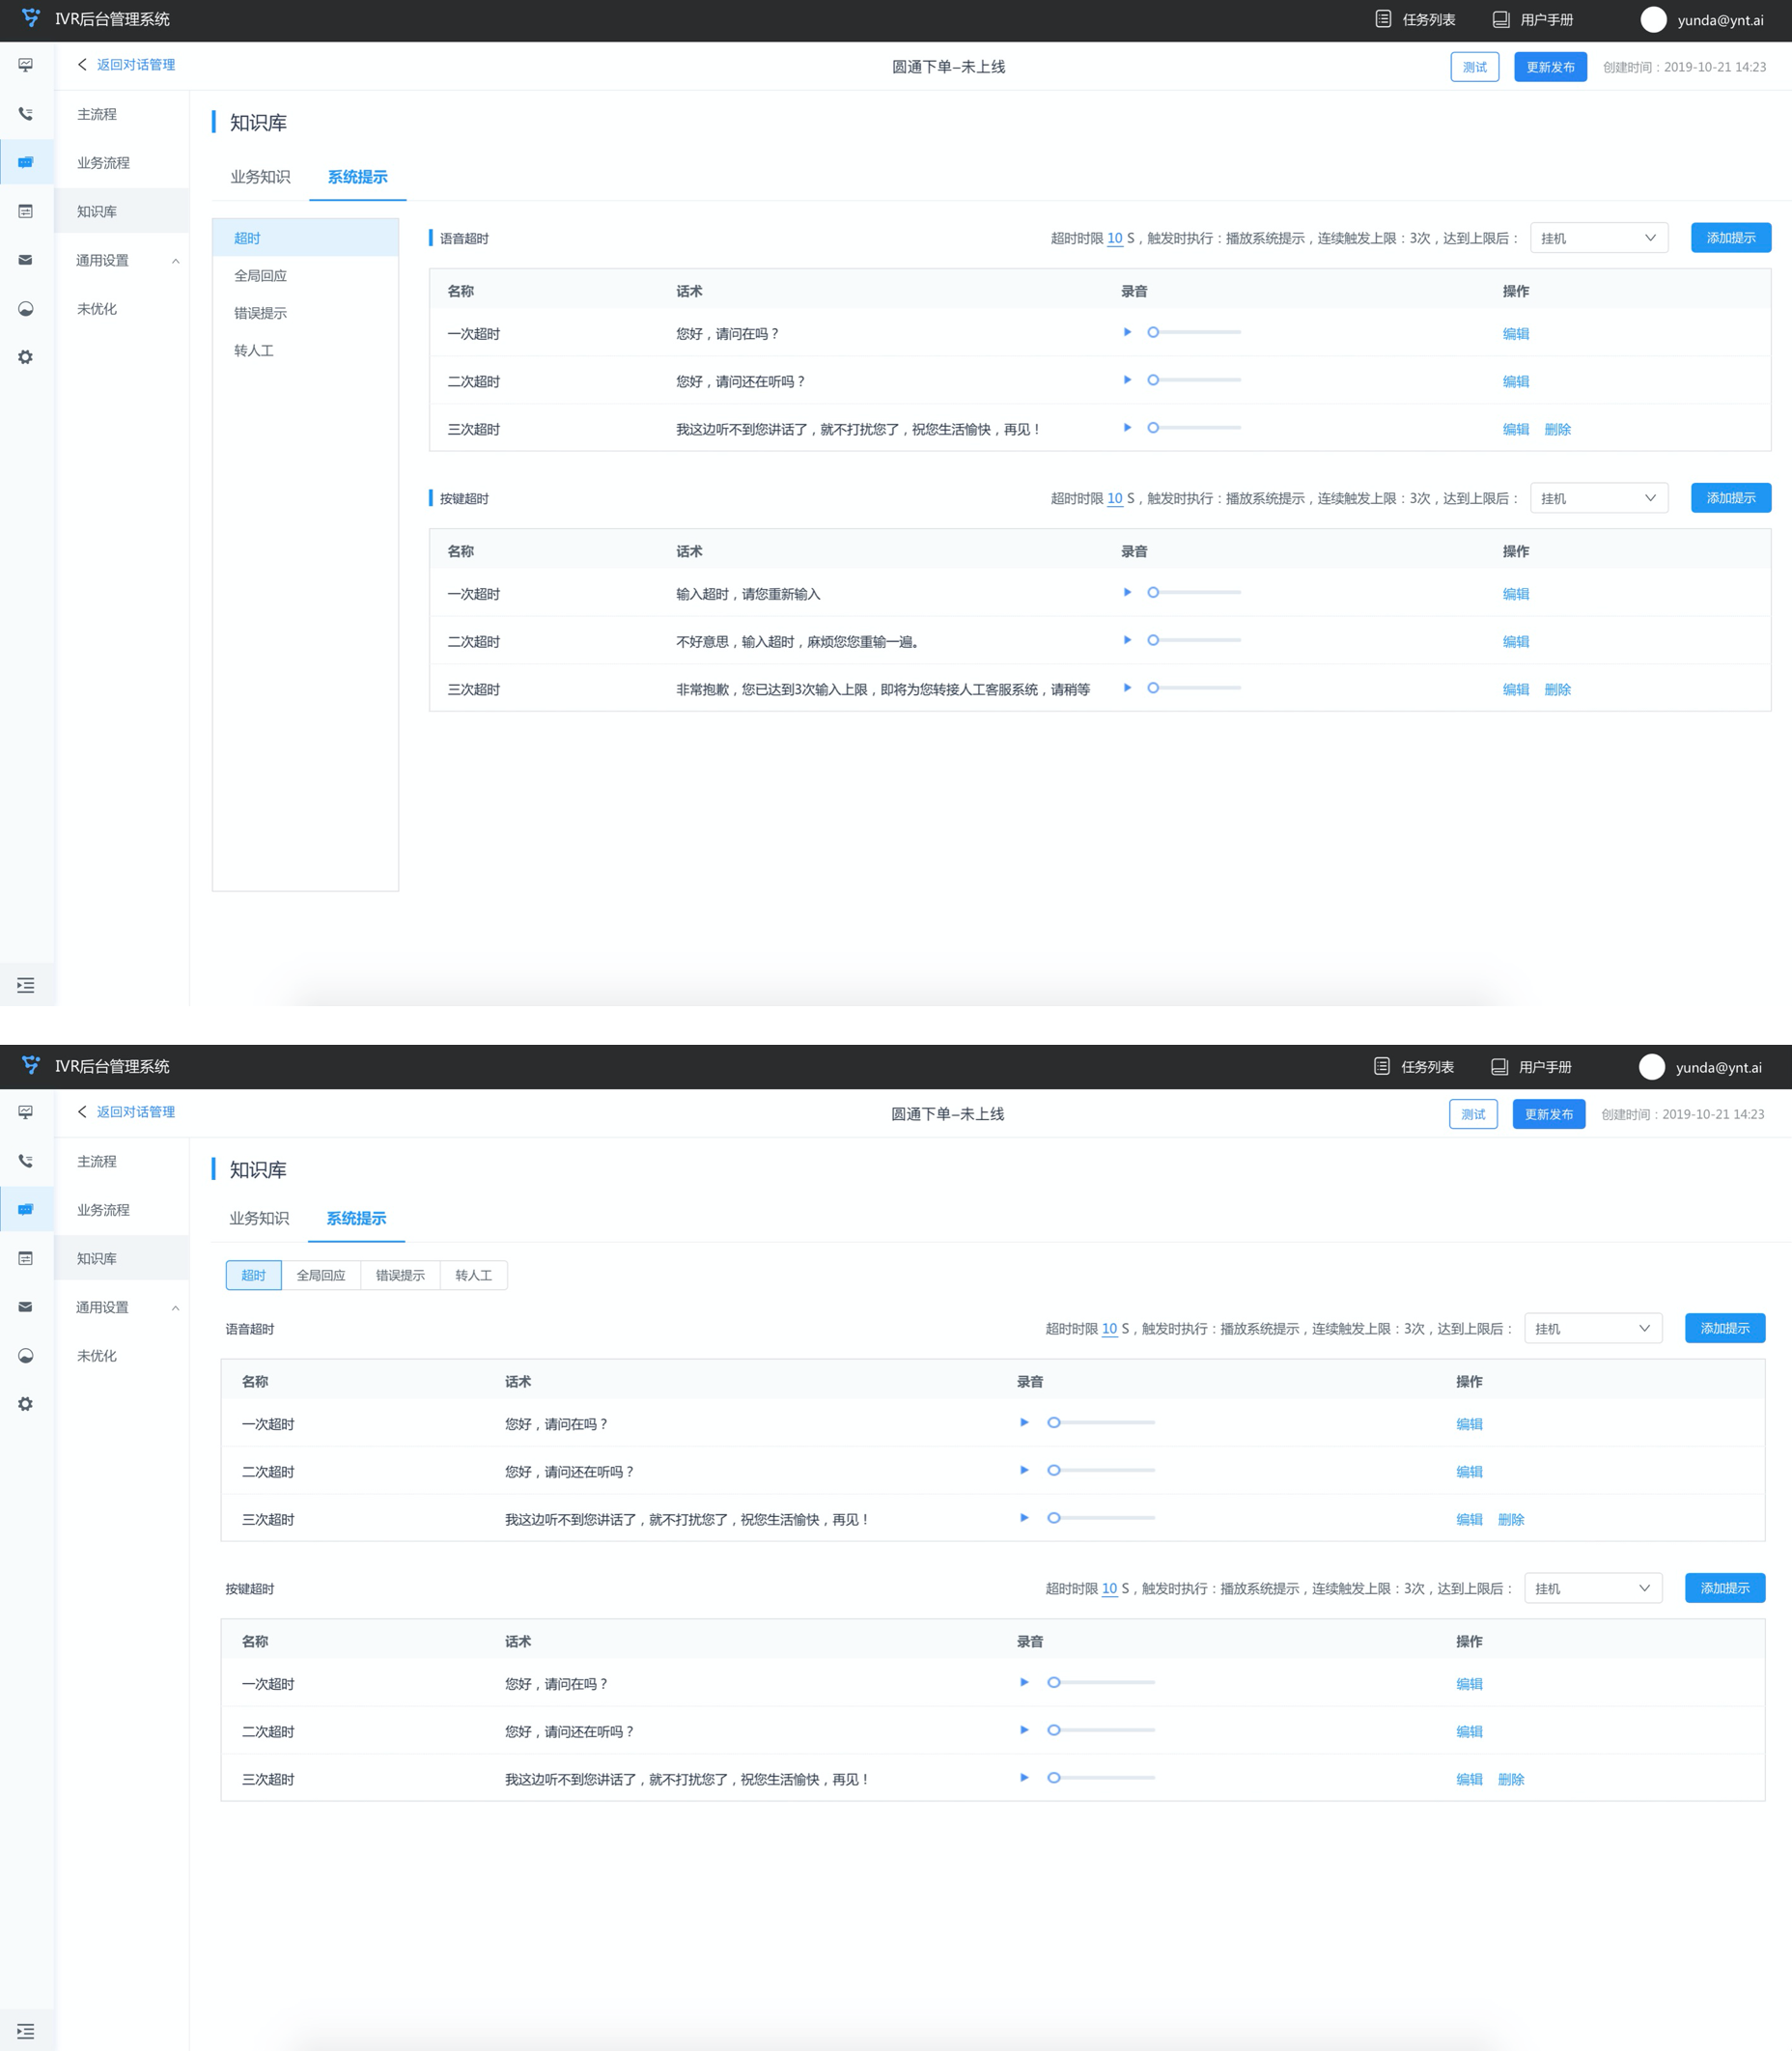 IVR后台管理系统 任务列表 用户手册 yunda@ynt.ai
返回对话管理 圆通下单–未上线 测试 更新发布 创建时间：2019-10-21 14:23
主流程
业务流程
知识库
通用设置
未优化
知识库
业务知识 系统提示
超时
全局回应
错误提示
转人工
语音超时 超时时限 10 S，触发时执行：播放系统提示，连续触发上限：3次，达到上限后： 挂机 添加提示
名称 话术 录音 操作
一次超时 您好，请问在吗？ 编辑
二次超时 您好，请问还在听吗？ 编辑
三次超时 我这边听不到您讲话了，就不打扰您了，祝您生活愉快，再见！ 编辑 删除
按键超时 超时时限 10 S，触发时执行：播放系统提示，连续触发上限：3次，达到上限后： 挂机 添加提示
名称 话术 录音 操作
一次超时 输入超时，请您重新输入 编辑
二次超时 不好意思，输入超时，麻烦您您重输一遍。 编辑
三次超时 非常抱歉，您已达到3次输入上限，即将为您转接人工客服系统，请稍等 编辑 删除
IVR后台管理系统 任务列表 用户手册 yunda@ynt.ai
返回对话管理 圆通下单–未上线 测试 更新发布 创建时间：2019-10-21 14:23
主流程
业务流程
知识库
通用设置
未优化
知识库
业务知识 系统提示
超时 全局回应 错误提示 转人工
语音超时 超时时限 10 S，触发时执行：播放系统提示，连续触发上限：3次，达到上限后： 挂机 添加提示
名称 话术 录音 操作
一次超时 您好，请问在吗？ 编辑
二次超时 您好，请问还在听吗？ 编辑
三次超时 我这边听不到您讲话了，就不打扰您了，祝您生活愉快，再见！ 编辑 删除
按键超时 超时时限 10 S，触发时执行：播放系统提示，连续触发上限：3次，达到上限后： 挂机 添加提示
名称 话术 录音 操作
一次超时 您好，请问在吗？ 编辑
二次超时 您好，请问还在听吗？ 编辑
三次超时 我这边听不到您讲话了，就不打扰您了，祝您生活愉快，再见！ 编辑 删除